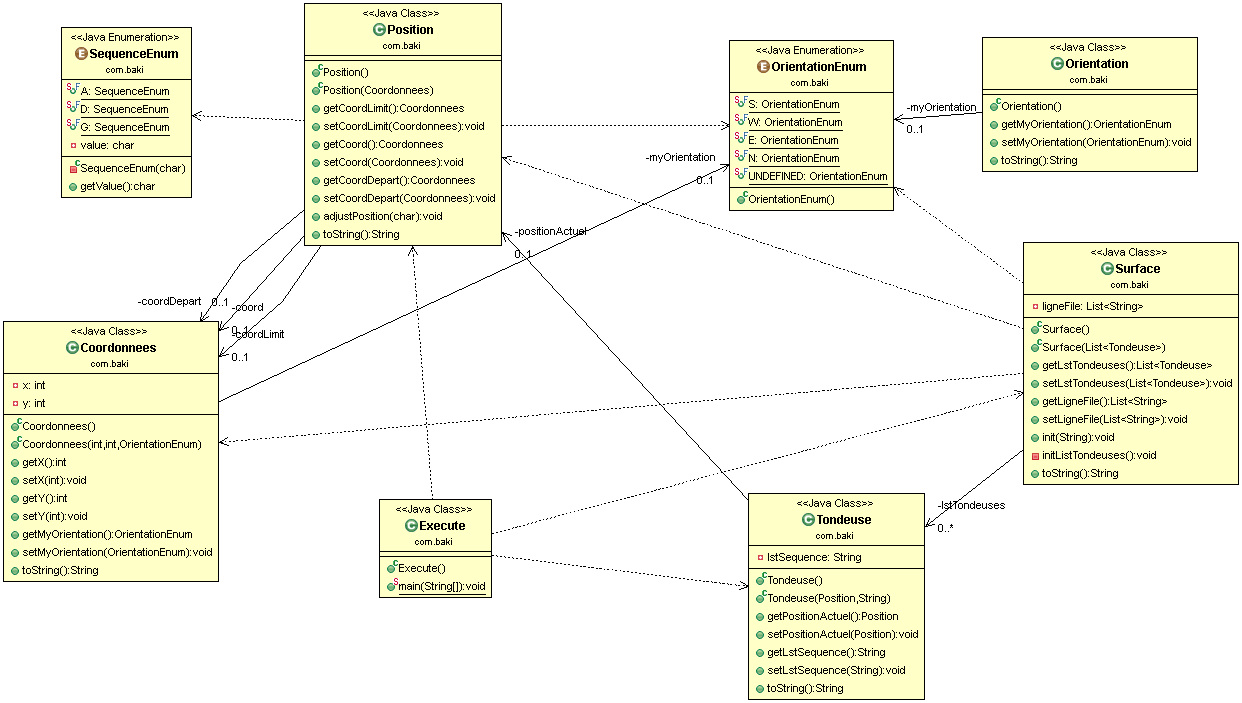 <<Java Enumeration>>
SequenceEnum
com.baki
A: SequenceEnum
D: SequenceEnum
G: SequenceEnum
value: char
SequenceEnum(char)
getValue():char
<<Java Class>>
Position
com.baki
Position()
Position(Coordonnees)
getCoordLimit():Coordonnees
setCoordLimit(Coordonnees):void
getCoord():Coordonnees
setCoord(Coordonnees):void
getCoordDepart():Coordonnees
setCoordDepart(Coordonnees):void
adjustPosition(char):void
toString():String
<<Java Enumeration>>
OrientationEnum
com.baki
S: OrientationEnum
W: OrientationEnum
E: OrientationEnum
N: OrientationEnum
UNDEFINED: OrientationEnum
OrientationEnum()
<<Java Class>>
Orientation
com.baki
Orientation()
getMyOrientation():OrientationEnum
setMyOrientation(OrientationEnum):void
toString():String
-myOrientation
0..1
-myOrientation
0..1
-positionActuel
0..1
-coordDepart
0..1
-coord
0..1
-coordLimit
0..1
<<Java Class>>
Surface
com.baki
ligneFile: List<String>
Surface()
Surface(List<Tondeuse>)
getLstTondeuses():List<Tondeuse>
setLstTondeuses(List<Tondeuse>):void
getLigneFile():List<String>
setLigneFile(List<String>):void
init(String):void
initListTondeuses():void
toString():String
<<Java Class>>
Coordonnees
com.baki
x: int
y: int
Coordonnees()
Coordonnees(int,int,OrientationEnum)
getX():int
setX(int):void
getY():int
setY(int):void
getMyOrientation():OrientationEnum
setMyOrientation(OrientationEnum):void
toString():String
<<Java Class>>
Execute
com.baki
Execute()
main(String[]):void
-lstTondeuses
0..*
<<Java Class>>
Tondeuse
com.baki
lstSequence: String
Tondeuse()
Tondeuse(Position,String)
getPositionActuel():Position
setPositionActuel(Position):void
getLstSequence():String
setLstSequence(String):void
toString():String